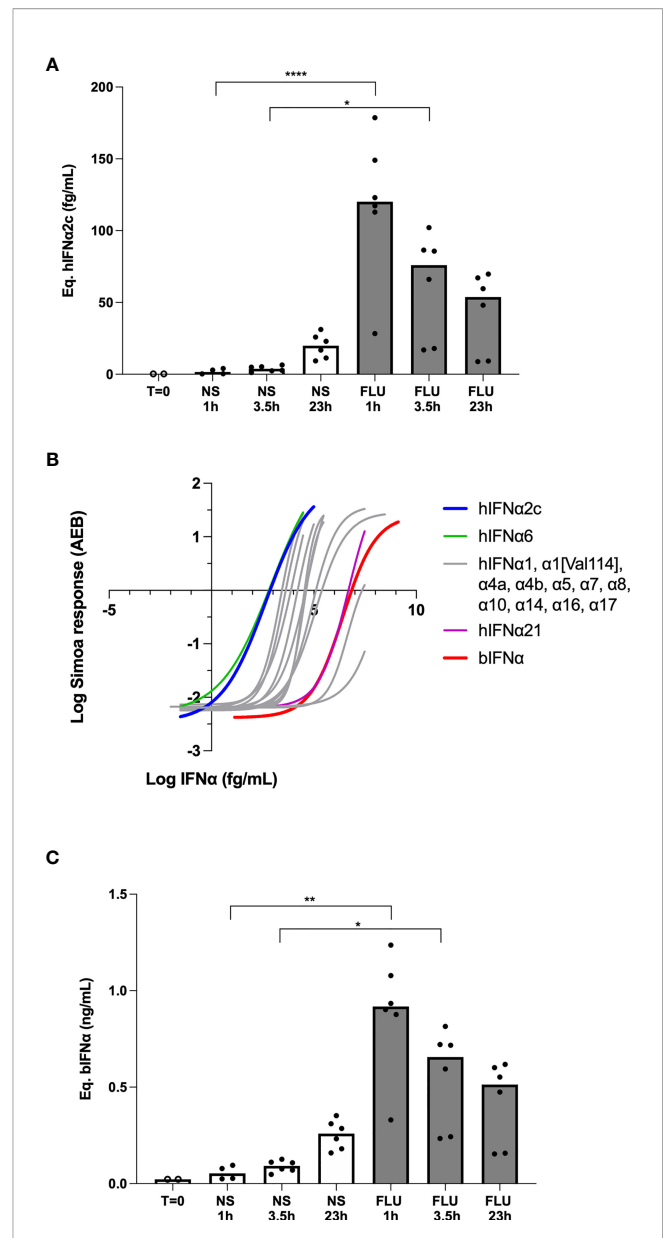 A
****
*
200
150
100
50
0
Eq. hIFNα2c (fg/mL)
T=0
NS
1h
NS
3.5h
NS
23h
FLU
1h
FLU
3.5h
FLU
23h
B
2
1
-5
5
10
-1
-2
-3
Log Simoa response (AEB)
Log IFNα (fg/mL)
hIFNα2c
hIFNα6
hIFNα1, α1[Val114],
α4a, α4b, α5, α7, α8,
α10, α14, α16, α17
hIFNα21
bIFNα
C
**
*
1.5
1.0
0.5
0.0
Eq. bIFNα (ng/mL)
T=0
NS
1h
NS
3.5h
NS
23h
FLU
1h
FLU
3.5h
FLU
23h